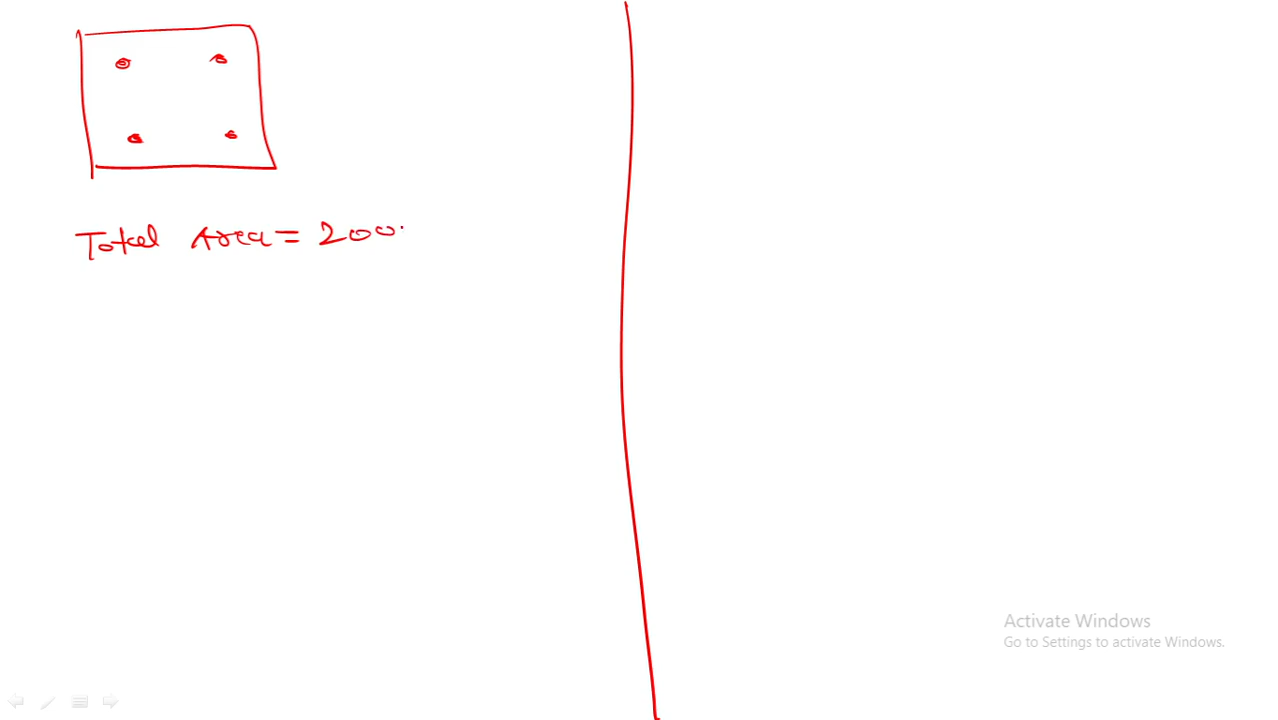 Total Area = 200.
Activate Windows
Go to Settings to activate Windows.